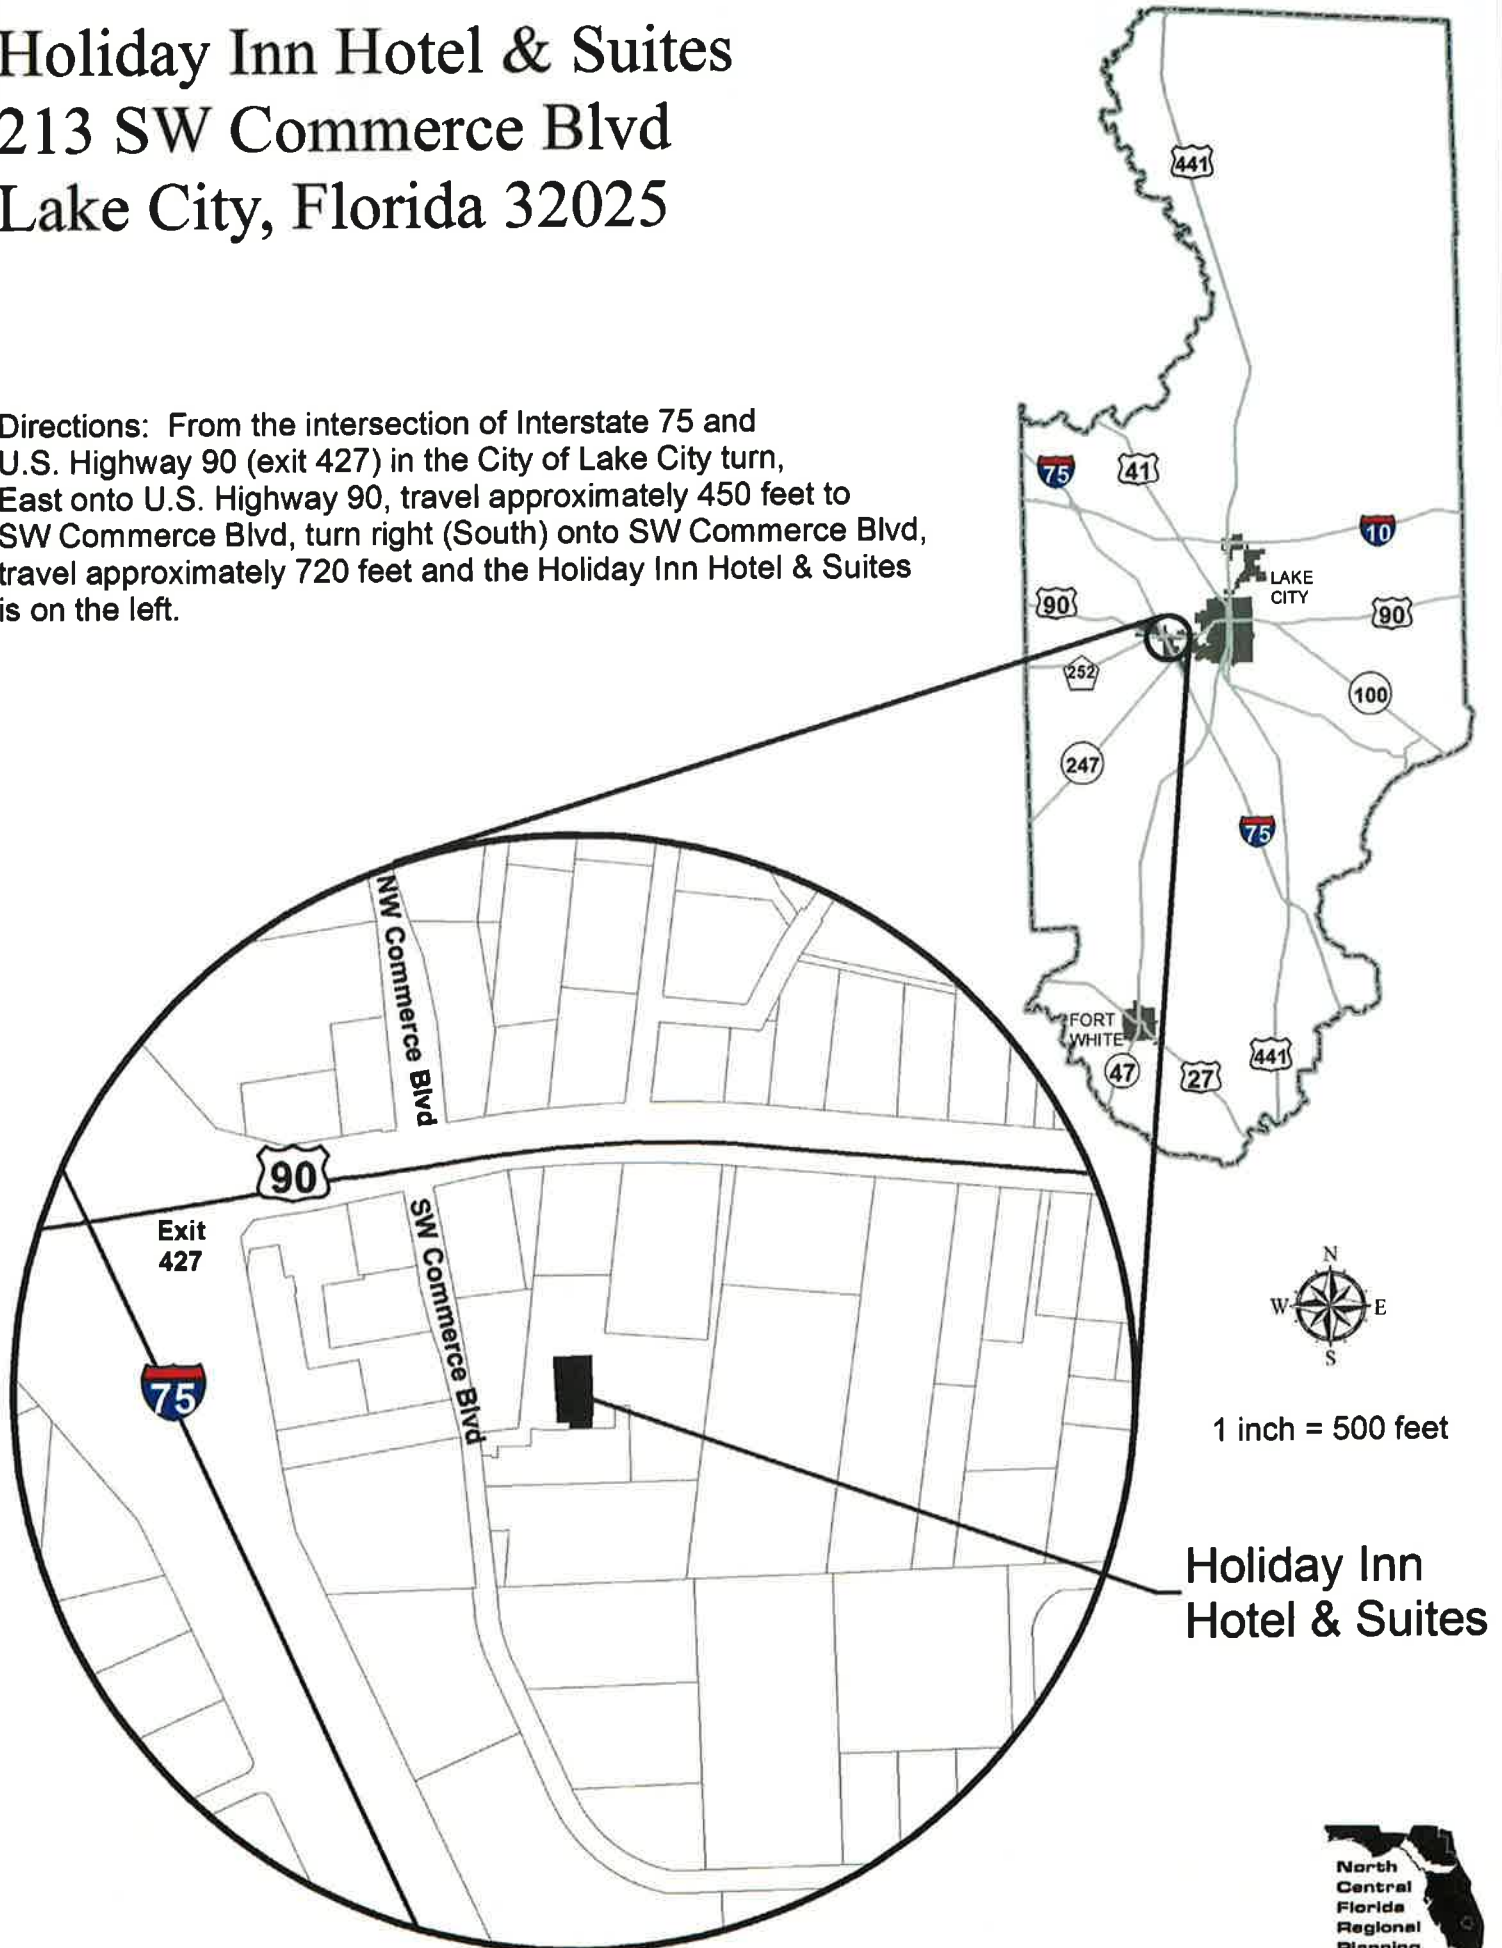 Holiday Inn Hotel & Suites
213 SW Commerce Blvd
Lake City, Florida 32025
Directions: From the intersection of Interstate 75 and
U.S. Highway 90 (exit 427) in the City of Lake City turn,
East onto U.S. Highway 90, travel approximately 450 feet to
SW Commerce Blvd, turn right (South) onto SW Commerce Blvd,
travel approximately 720 feet and the Holiday Inn Hotel & Suites
is on the left.
441
75
41
10
LAKE
CITY
90
90
252
100
247
75
FORT
WHITE
47
27
441
NW Commerce Blvd
90
Exit
427
SW Commerce Blvd
75
N
W
E
S
1 inch = 500 feet
Holiday Inn
Hotel & Suites
North
Central
Florida
Regional
Planning